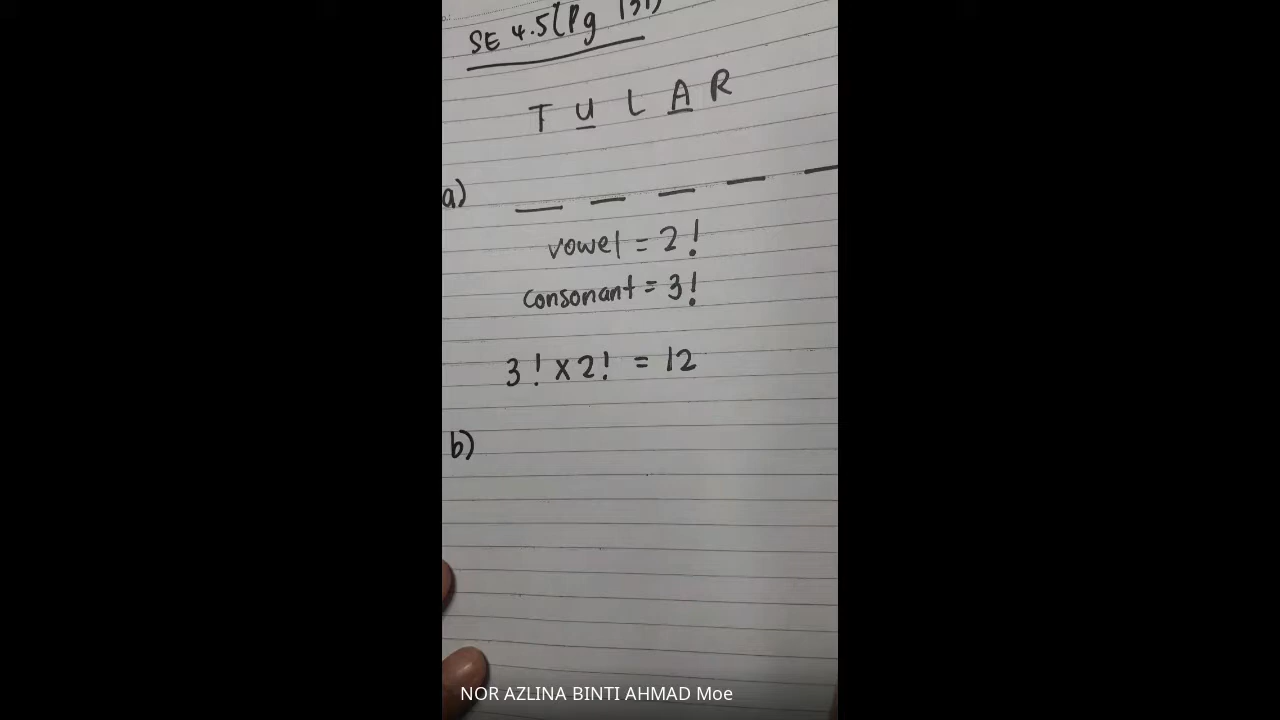 SE 4.5 (Pg 131)
T U L A R
a)
vowel = 2!
consonant = 3!
3! x 2! = 12
b)
NOR AZLINA BINTI AHMAD Moe